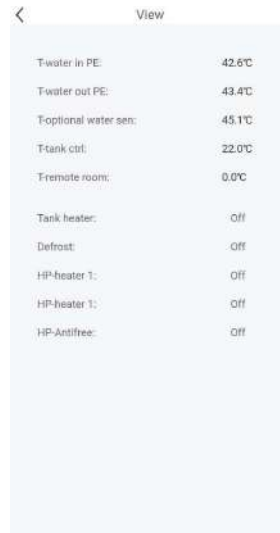 View
T-water in PE: 42.6℃
T-water out PE: 43.4℃
T-optional water sen: 45.1℃
T-tank ctrl: 22.0℃
T-remote room: 0.0℃
Tank heater: Off
Defrost: Off
HP-heater 1: Off
HP-heater 1: Off
HP-Antifree: Off